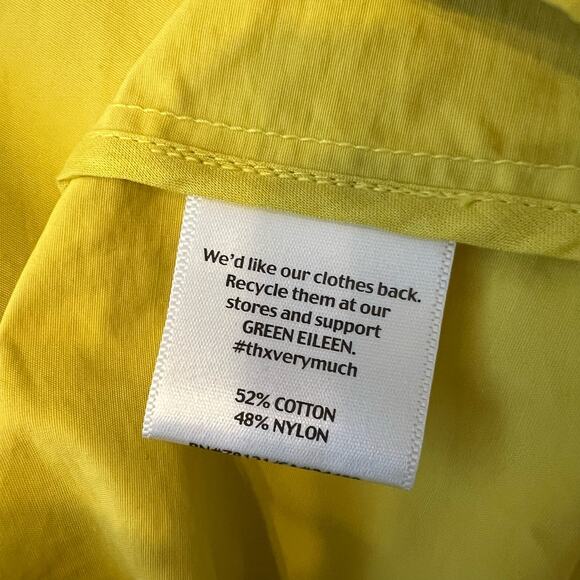 We'd like our clothes back.
Recycle them at our
stores and support
GREEN EILEEN.
#thxverymuch
52% COTTON
48% NYLON